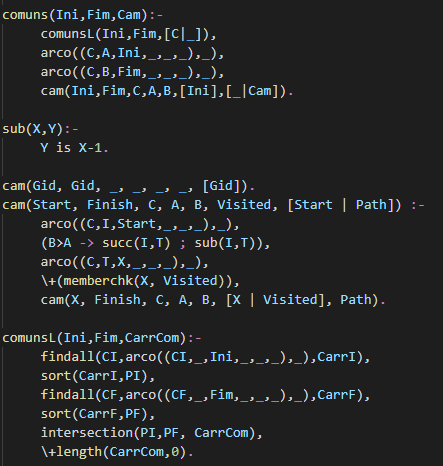 comuns(Ini,Fim,Cam):-
comunsL(Ini,Fim,[C|_]),
arco((C,A,Ini,_,_,_),_),
arco((C,B,Fim,_,_,_),_),
cam(Ini,Fim,C,A,B,[Ini],[_|Cam]).
sub(X,Y):-
Y is X-1.
cam(Gid, Gid, _, _, _, _, [Gid]).
cam(Start, Finish, C, A, B, Visited, [Start | Path]) :-
arco((C,I,Start,_,_,_),_),
(B>A -> succ(I,T) ; sub(I,T)),
arco((C,T,X,_,_,_),_),
\+(memberchk(X, Visited)),
cam(X, Finish, C, A, B, [X | Visited], Path).
comunsL(Ini,Fim,CarrCom):-
findall(CI,arco((CI,_,Ini,_,_,_),_),CarrI),
sort(CarrI,PI),
findall(CF,arco((CF,_,Fim,_,_,_),_),CarrF),
sort(CarrF,PF),
intersection(PI,PF, CarrCom),
\+length(CarrCom,0).